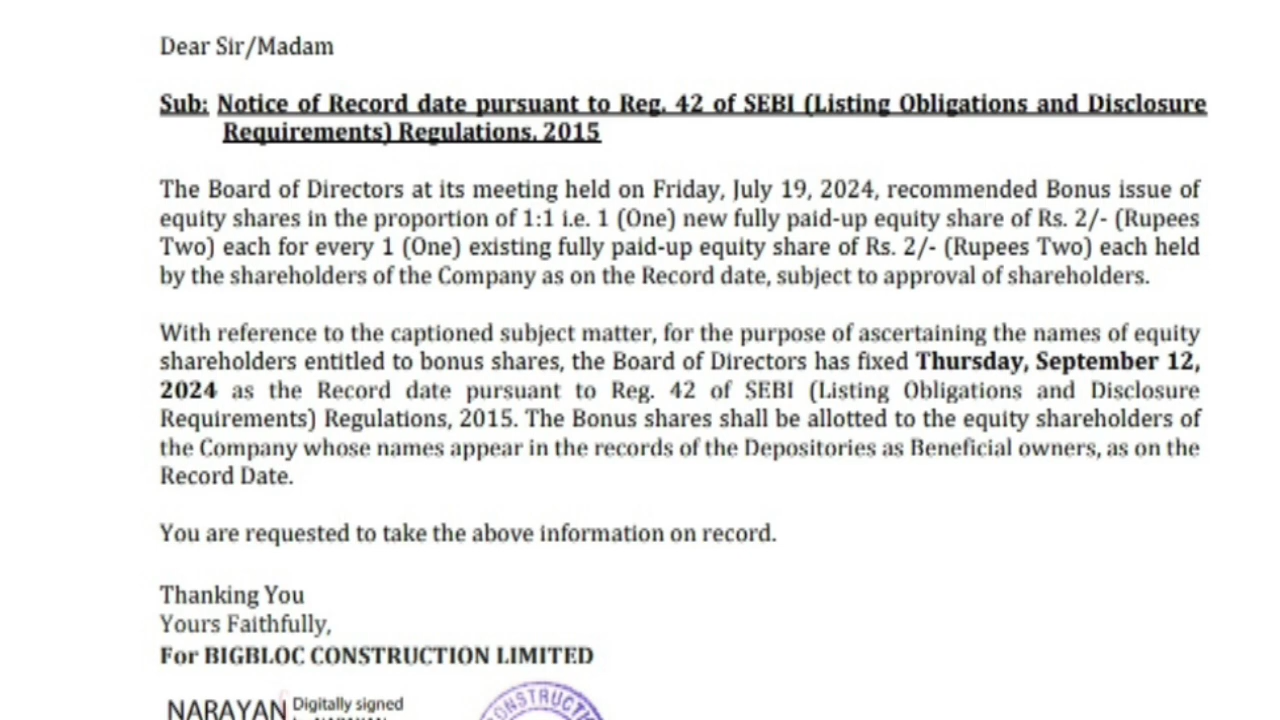 Dear Sir/Madam
Sub: Notice of Record date pursuant to Reg. 42 of SEBI (Listing Obligations and Disclosure
Requirements) Regulations, 2015
The Board of Directors at its meeting held on Friday, July 19, 2024, recommended Bonus issue of
equity shares in the proportion of 1:1 i.e. 1 (One) new fully paid-up equity share of Rs. 2/- (Rupees
Two) each for every 1 (One) existing fully paid-up equity share of Rs. 2/- (Rupees Two) each held
by the shareholders of the Company as on the Record date, subject to approval of shareholders.
With reference to the captioned subject matter, for the purpose of ascertaining the names of equity
shareholders entitled to bonus shares, the Board of Directors has fixed Thursday, September 12,
2024 as the Record date pursuant to Reg. 42 of SEBI (Listing Obligations and Disclosure
Requirements) Regulations, 2015. The Bonus shares shall be allotted to the equity shareholders of
the Company whose names appear in the records of the Depositories as Beneficial owners, as on the
Record Date.
You are requested to take the above information on record.
Thanking You
Yours Faithfully,
For BIGBLOC CONSTRUCTION LIMITED
NARAYAN Digitally signed